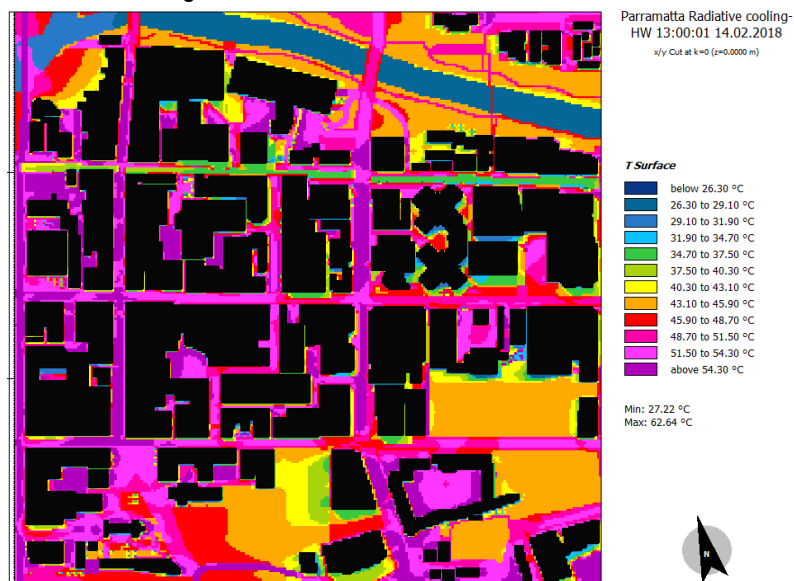 Parramatta Radiative cooling-
HW 13:00:01 14.02.2018
x/y Cut at k=0 (z=0.0000 m)
T Surface
below 26.30 °C
26.30 to 29.10 °C
29.10 to 31.90 °C
31.90 to 34.70 °C
34.70 to 37.50 °C
37.50 to 40.30 °C
40.30 to 43.10 °C
43.10 to 45.90 °C
45.90 to 48.70 °C
48.70 to 51.50 °C
51.50 to 54.30 °C
above 54.30 °C
Min: 27.22 °C
Max: 62.64 °C
N